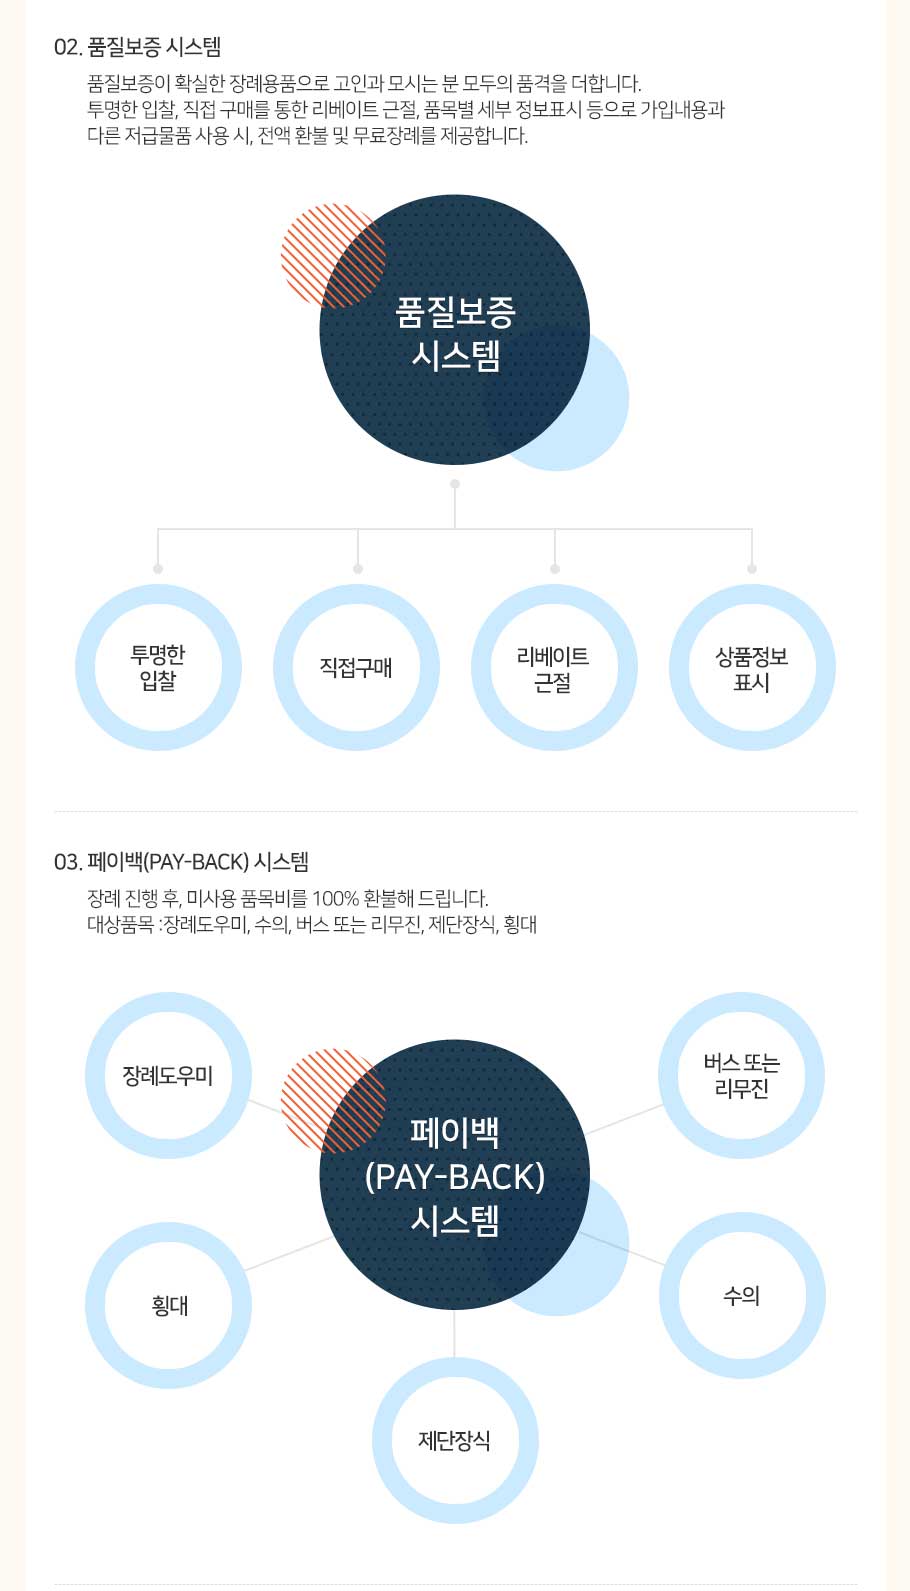 02. 품질보증 시스템
품질보증이 확실한 장례용품으로 고인과 모시는 분 모두의 품격을 더합니다.
투명한 입찰, 직접 구매를 통한 리베이트 근절, 품목별 세부 정보표시 등으로 가입내용과
다른 저급물품 사용 시, 전액 환불 및 무료장례를 제공합니다.
품질보증
시스템
투명한
입찰
직접구매
리베이트
근절
상품정보
표시
03. 페이백(PAY-BACK) 시스템
장례 진행 후, 미사용 품목비를 100% 환불해 드립니다.
대상품목 :장례도우미, 수의, 버스 또는 리무진, 제단장식, 횡대
장례도우미
버스 또는
리무진
페이백
(PAY-BACK)
시스템
횡대
수의
제단장식